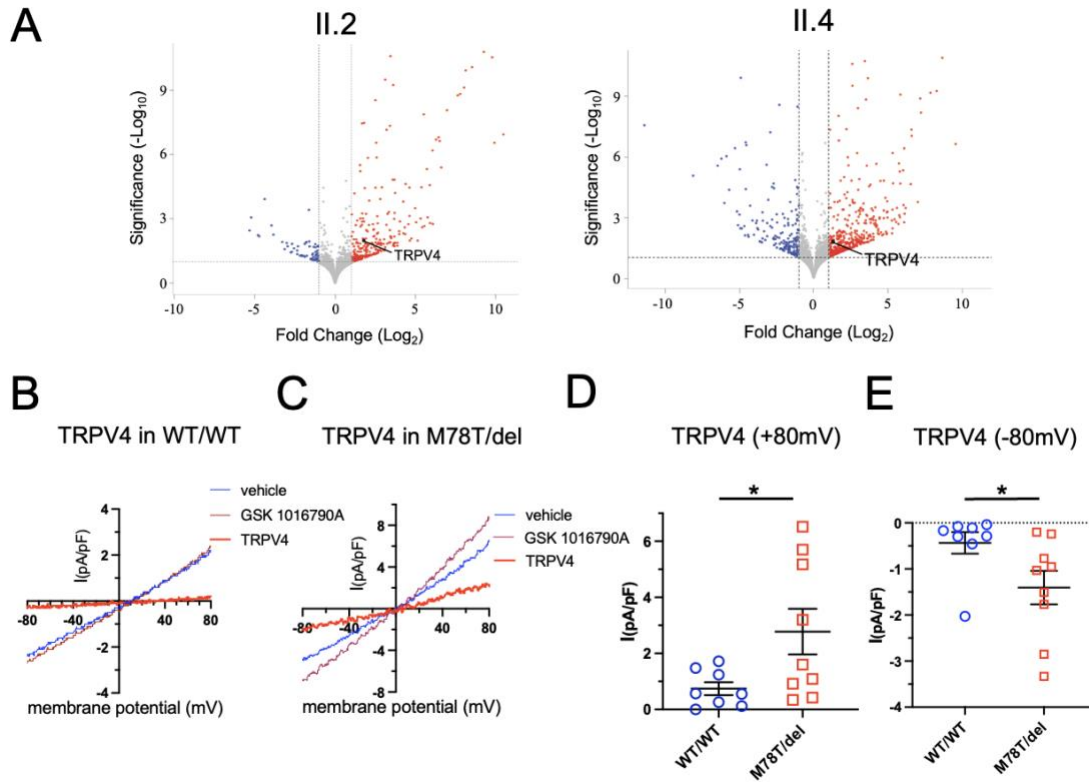 A
II.2
II.4
Significance (-Log10)
9
6
3
0
TRPV4
-10
-5
0
5
10
Fold Change (Log2)
Significance (-Log10)
9
6
3
0
TRPV4
-10
-5
0
5
10
Fold Change (Log2)
B
TRPV4 in WT/WT
vehicle
GSK 1016790A
TRPV4
I(pA/pF)
4
2
-2
-4
-80
-40
40
80
membrane potential (mV)
C
TRPV4 in M78T/del
vehicle
GSK 1016790A
TRPV4
I(pA/pF)
8
4
-4
-8
-80
-40
40
80
membrane potential (mV)
D
TRPV4 (+80mV)
*
I(pA/pF)
6
4
2
0
WT/WT
M78T/del
E
TRPV4 (-80mV)
*
I(pA/pF)
0
-1
-2
-3
-4
WT/WT
M78T/del